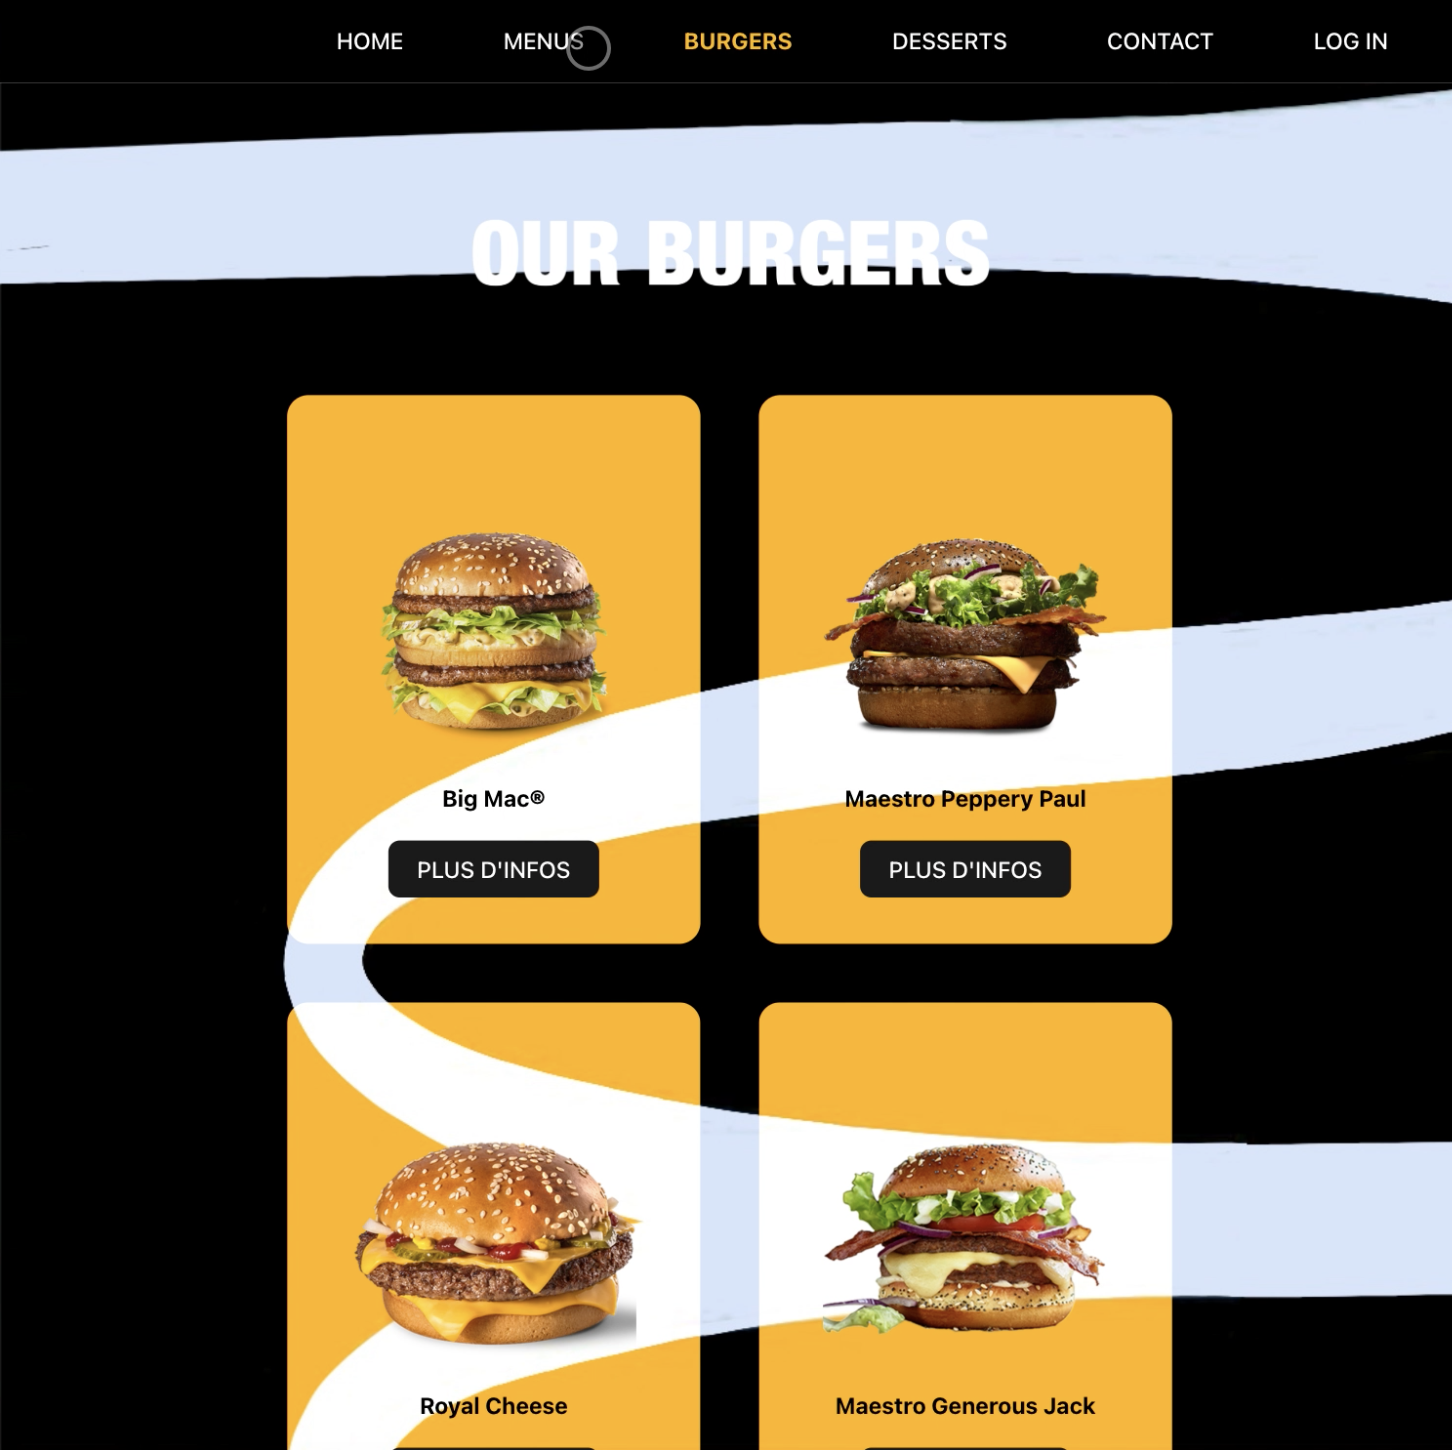 HOME MENUS BURGERS DESSERTS CONTACT LOG IN
OUR BURGERS
Big Mac® Maestro Peppery Paul
PLUS D'INFOS PLUS D'INFOS
Royal Cheese Maestro Generous Jack